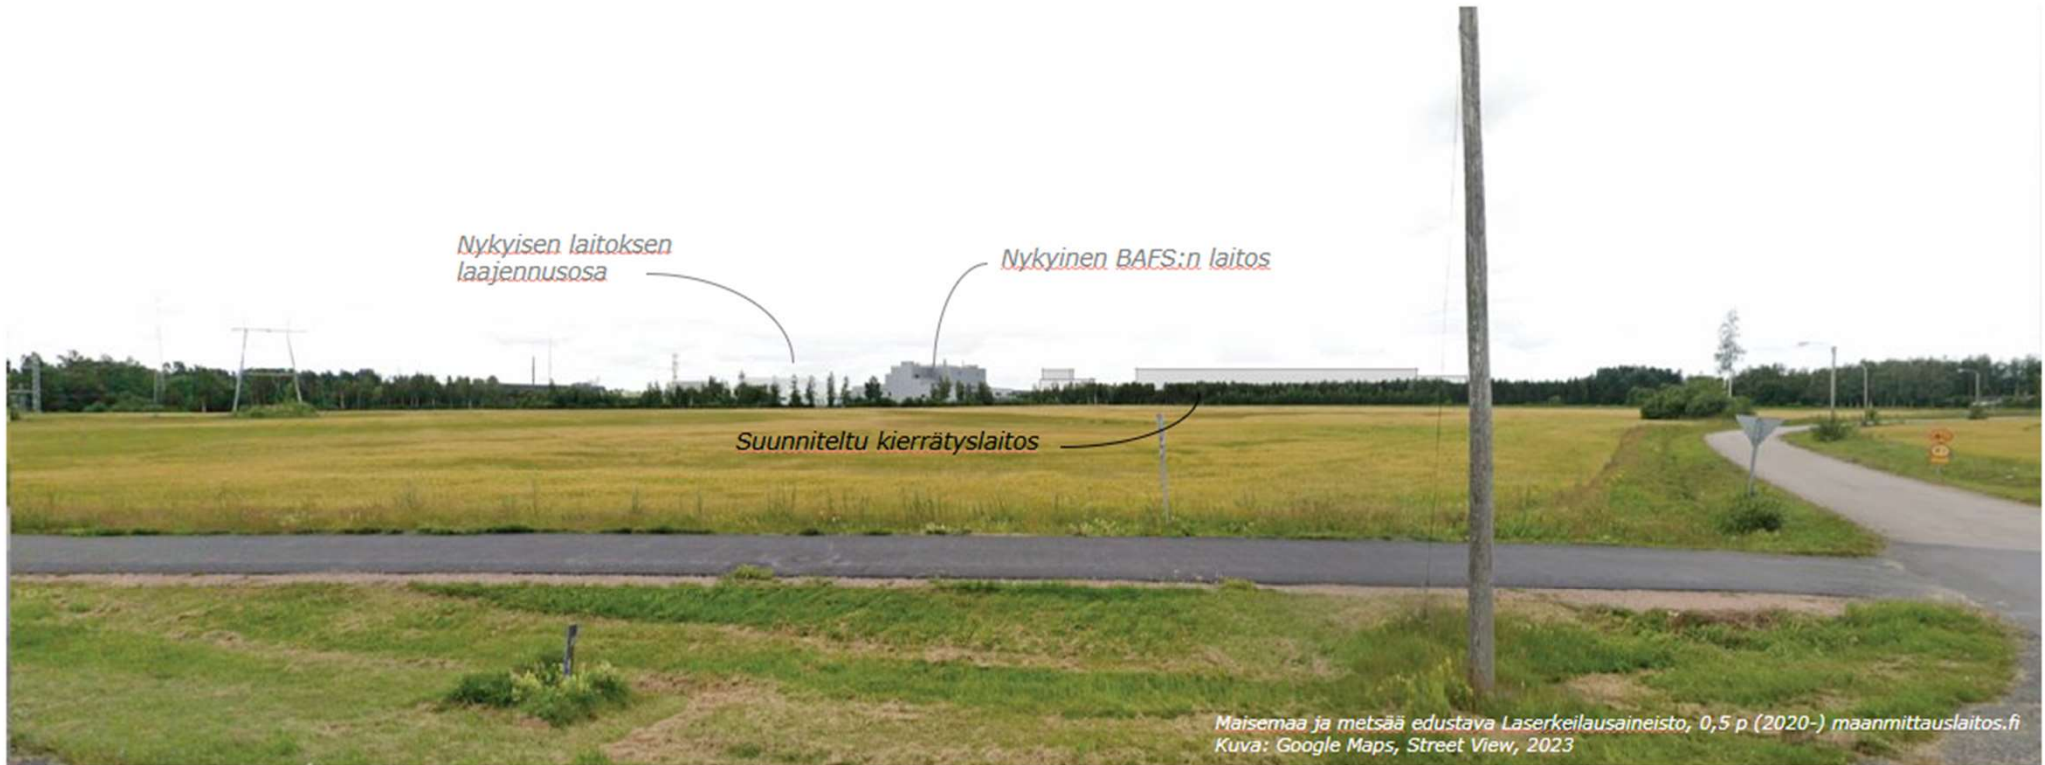 Nykyisen laitoksen
laajennusosa
Nykyinen BAFS:n laitos
Suunniteltu kierrätyslaitos
Maisemaa ja metsää edustava Laserkeilausaineisto, 0,5 p (2020-) maanmittauslaitos.fi
Kuva: Google Maps, Street View, 2023